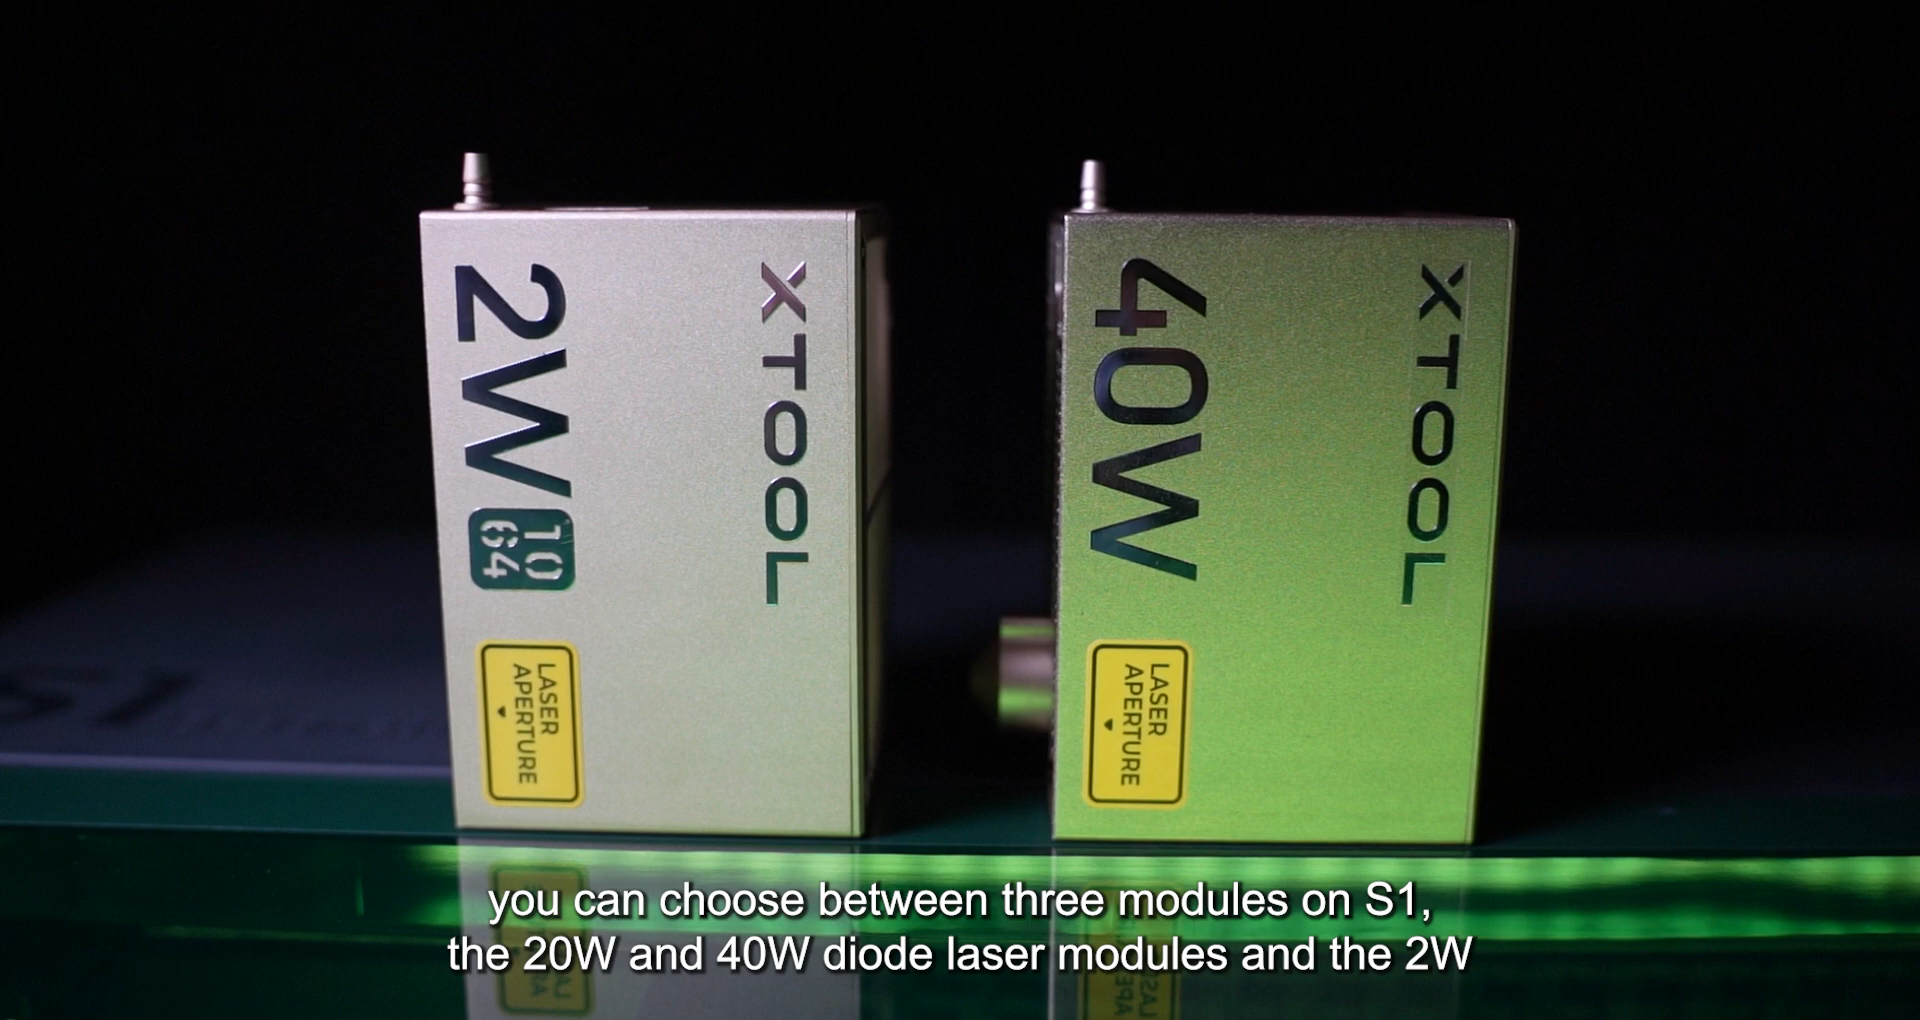 2W
10
64
XTOOL
LASER
APERTURE
40W
XTOOL
LASER
APERTURE
S1
you can choose between three modules on S1,
the 20W and 40W diode laser modules and the 2W